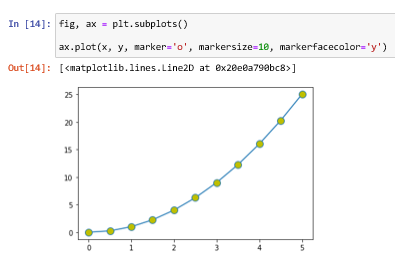 In [14]: fig, ax = plt.subplots()
ax.plot(x, y, marker='o', markersize=10, markerfacecolor='y')
Out[14]: [<matplotlib.lines.Line2D at 0x20e0a790bc8>]
25
20
15
10
5
0
0 1 2 3 4 5